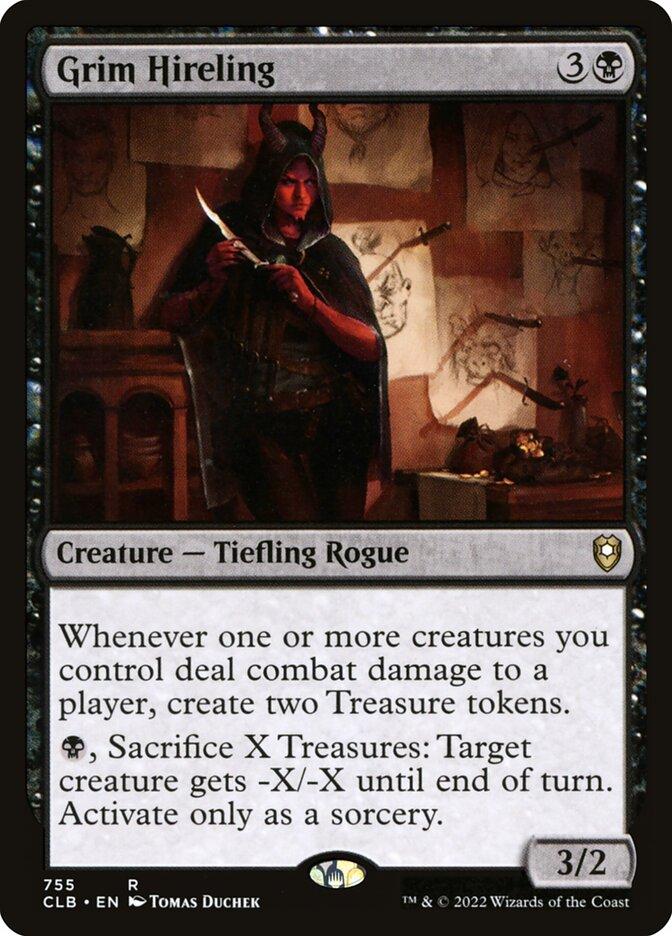 Grim Hireling 3
Creature — Tiefling Rogue
Whenever one or more creatures you
control deal combat damage to a
player, create two Treasure tokens.
, Sacrifice X Treasures: Target
creature gets -X/-X until end of turn.
Activate only as a sorcery.
3/2
755 R
CLB • EN Tomas Duchek
™ & © 2022 Wizards of the Coast